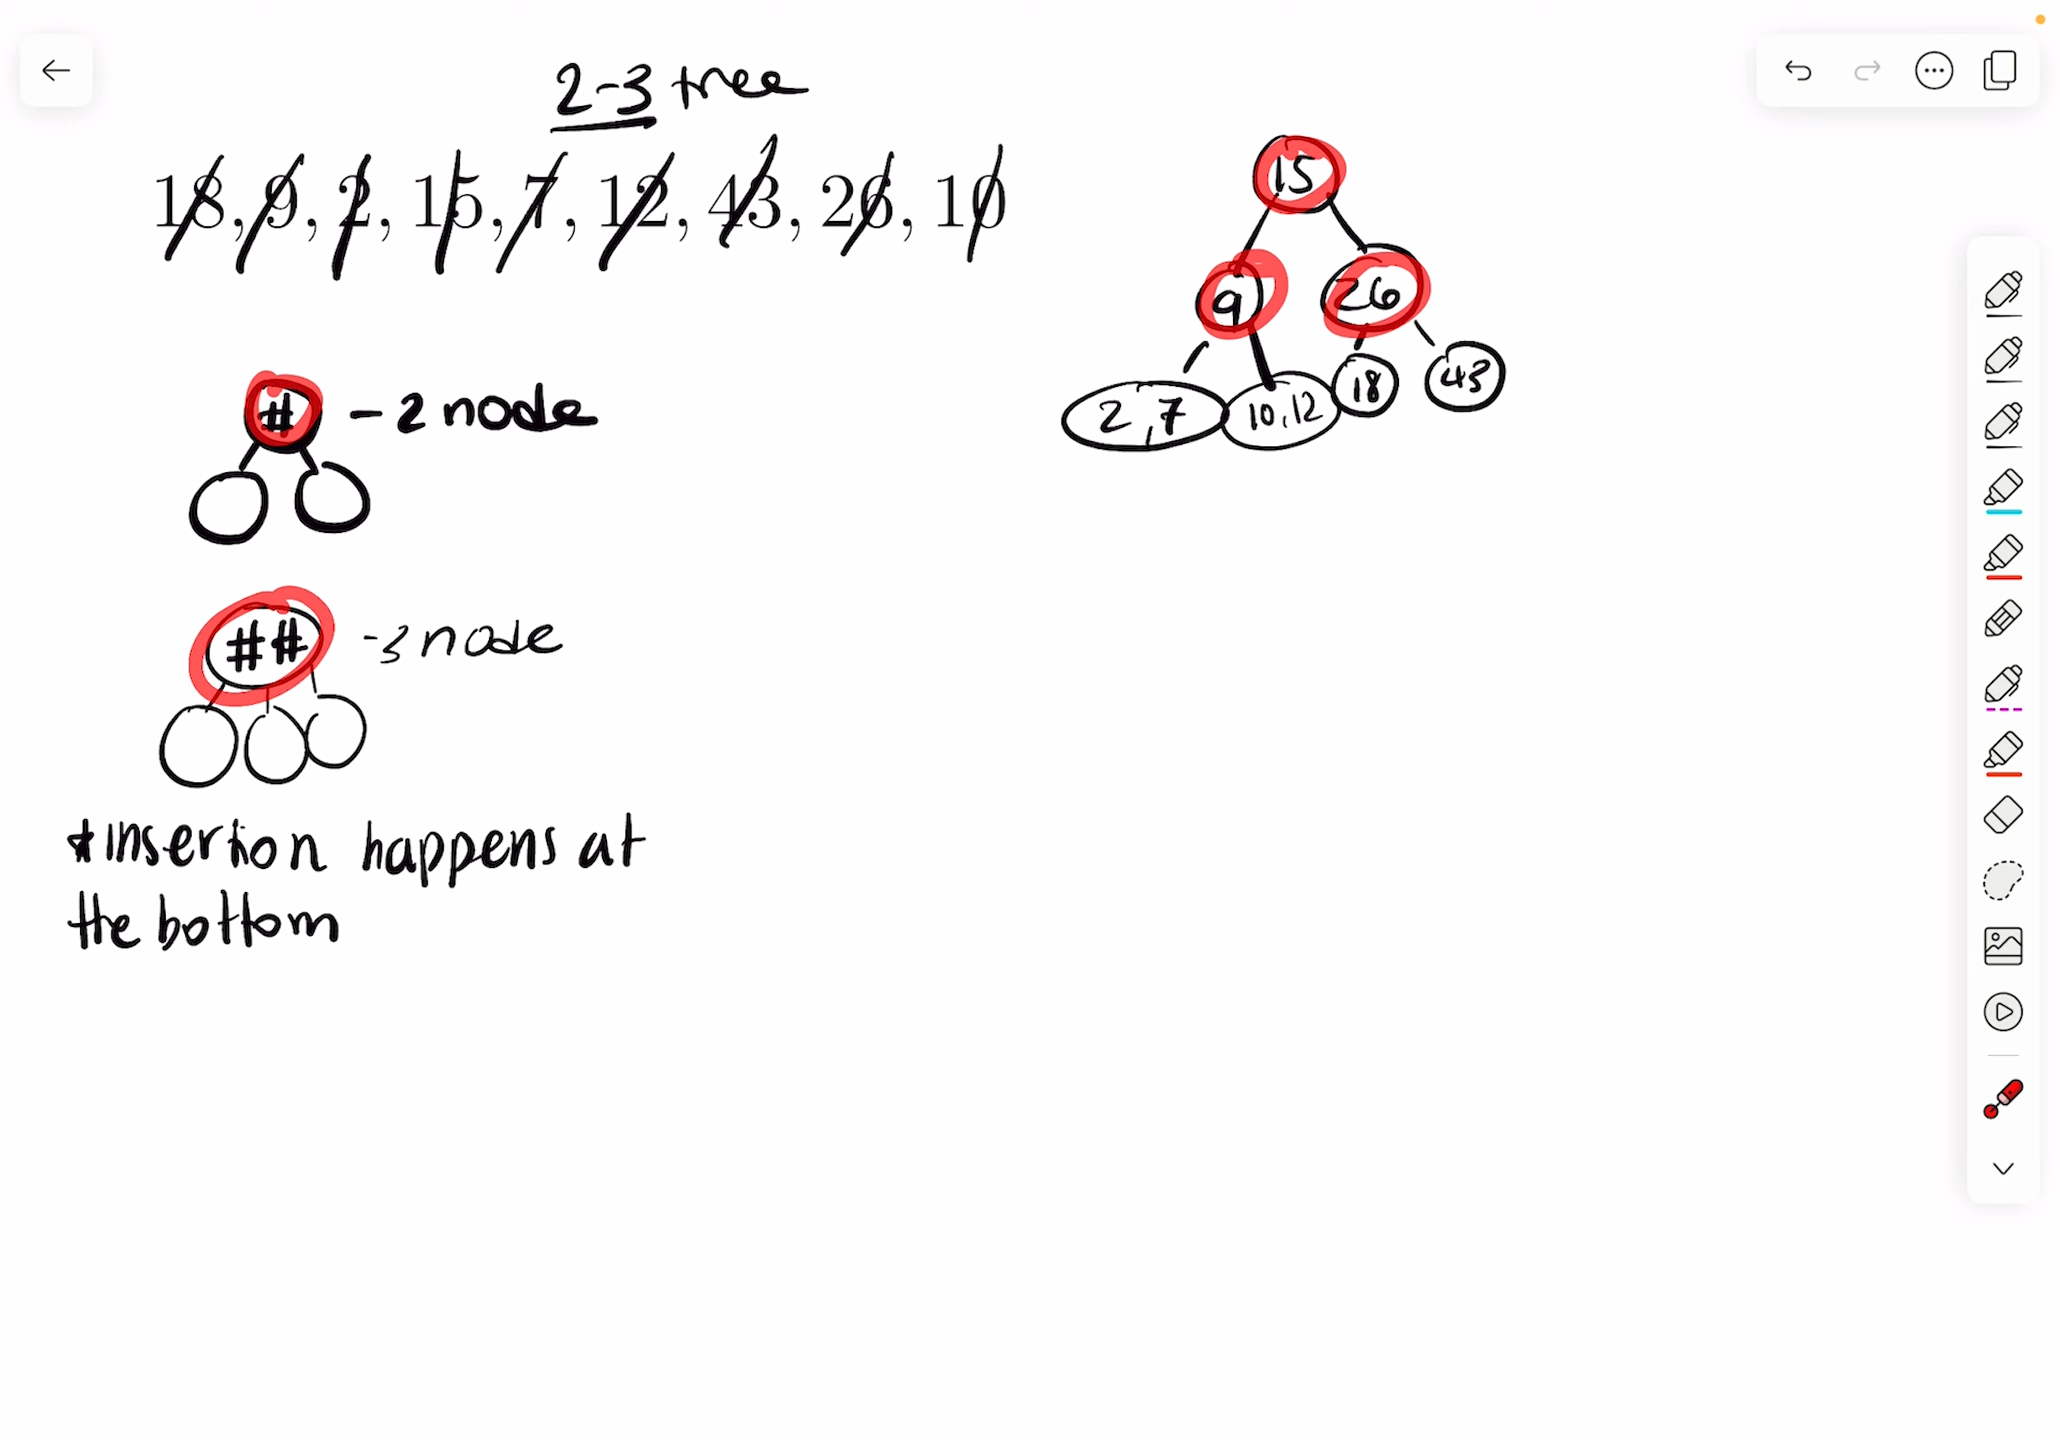 2-3 tree
18, 9, 2, 15, 7, 12, 43, 26, 10
15
9
26
2,7
10,12
18
43
# - 2 node
## - 3 node
*insertion happens at
the bottom